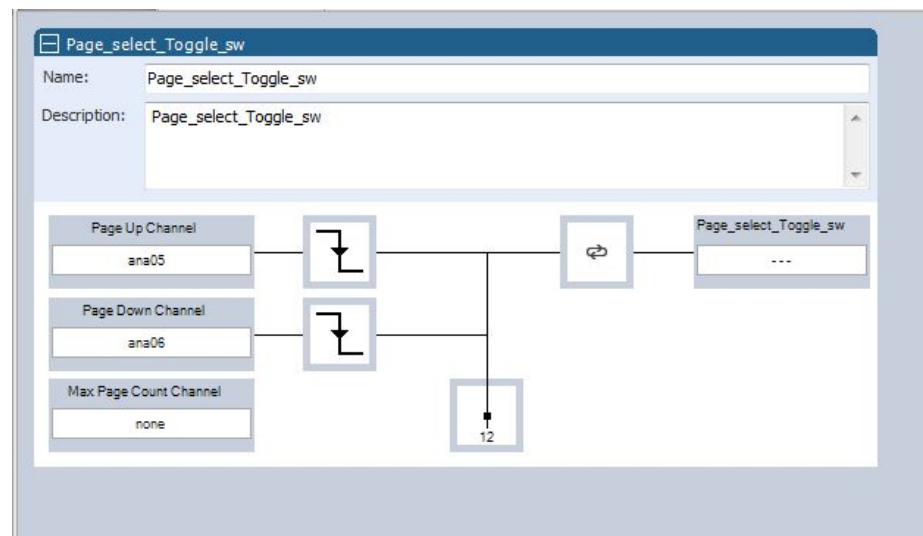 Page_select_Toggle_sw
Name:
Page_select_Toggle_sw
Description:
Page_select_Toggle_sw
Page Up Channel
ana05
Page_select_Toggle_sw
---
Page Down Channel
ana06
Max Page Count Channel
none
12